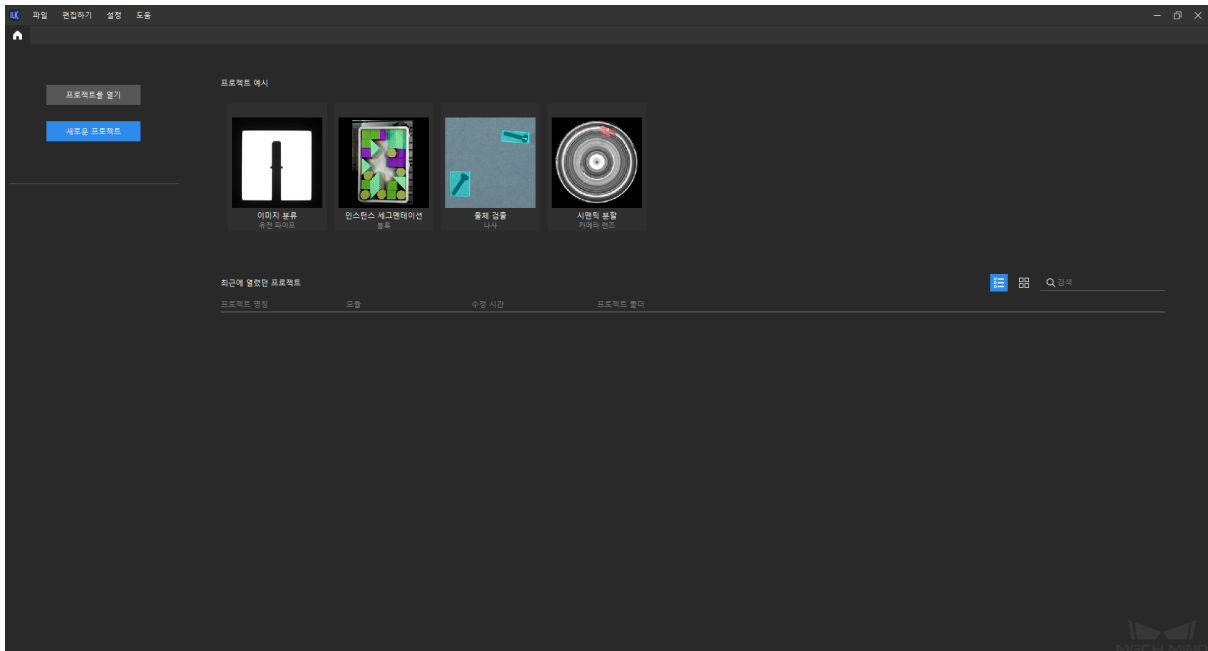 파일 편집하기 설정 도움
프로젝트를 열기
새로운 프로젝트
프로젝트 예시
이미지 분류
유전 파이프
인스턴스 세그멘테이션
블록
물체 검출
나사
시맨틱 분할
카메라 렌즈
최근에 열렸던 프로젝트
검색
프로젝트 명칭 모듈 수정 시간 프로젝트 폴더
MECH MIND